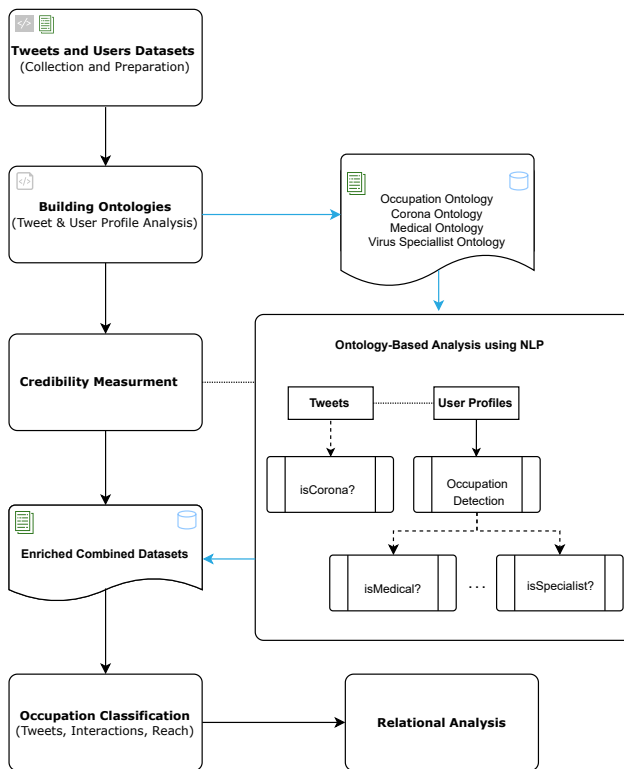 Tweets and Users Datasets
(Collection and Preparation)
Building Ontologies
(Tweet & User Profile Analysis)
Occupation Ontology
Corona Ontology
Medical Ontology
Virus Speciallist Ontology
Credibility Measurment
Ontology-Based Analysis using NLP
Tweets
User Profiles
isCorona?
Occupation
Detection
isMedical?
...
isSpecialist?
Enriched Combined Datasets
Occupation Classification
(Tweets, Interactions, Reach)
Relational Analysis